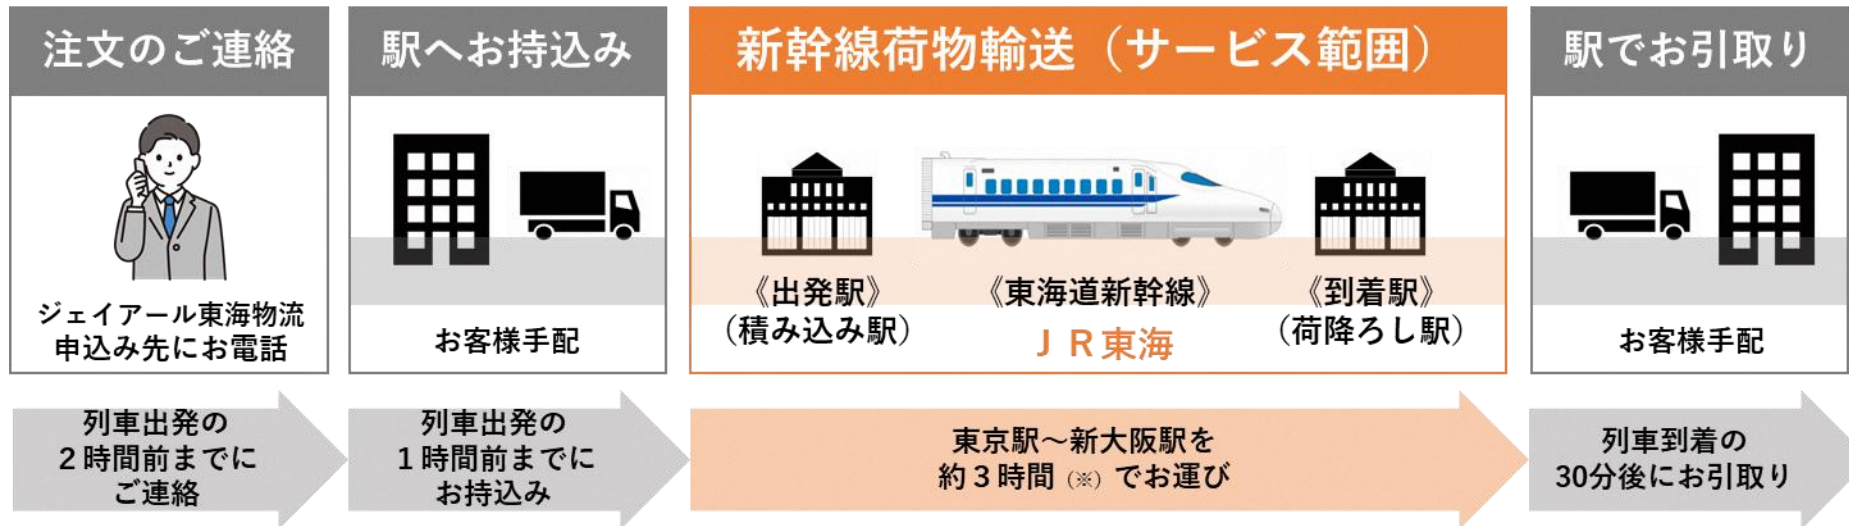 注文のご連絡
駅へお持込み
新幹線荷物輸送（サービス範囲）
駅でお引取り
ジェイアール東海物流
申込み先にお電話
お客様手配
《出発駅》
（積み込み駅）
《東海道新幹線》
ＪＲ東海
《到着駅》
（荷降ろし駅）
お客様手配
列車出発の
２時間前までに
ご連絡
列車出発の
１時間前までに
お持込み
東京駅～新大阪駅を
約３時間（※）でお運び
列車到着の
30分後にお引取り